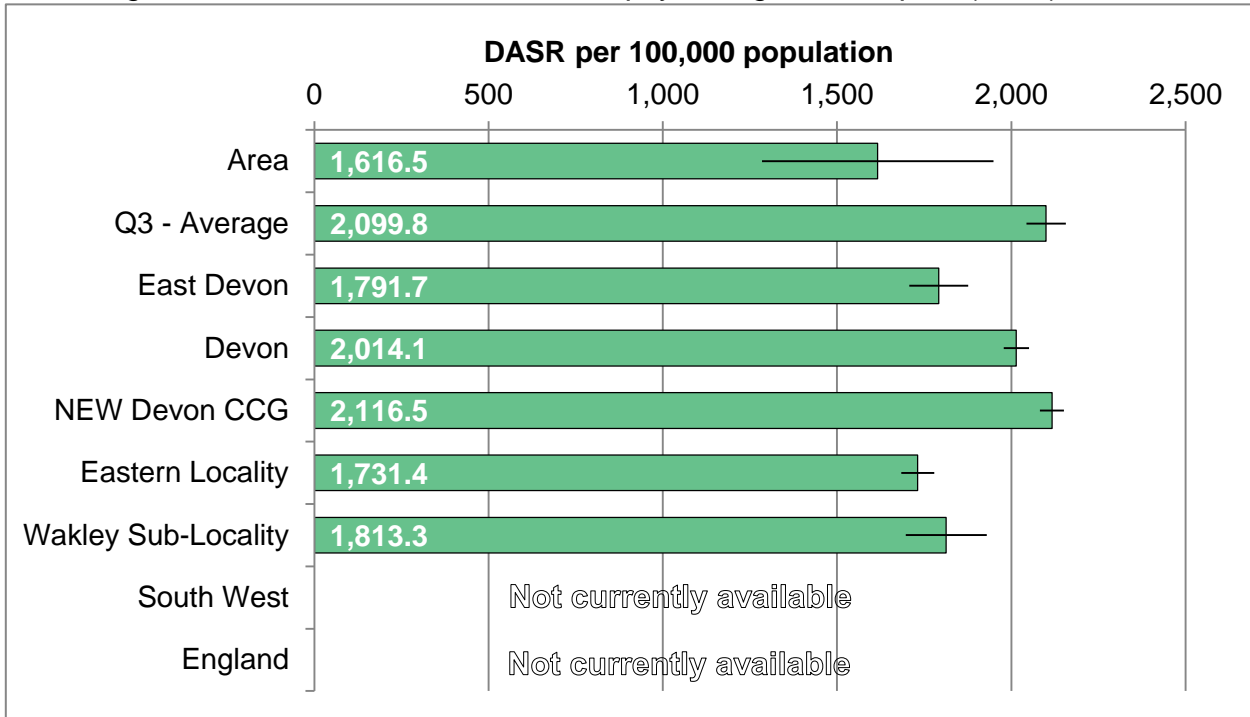 DASR per 100,000 population
0 500 1,000 1,500 2,000 2,500
Area 1,616.5
Q3 - Average 2,099.8
East Devon 1,791.7
Devon 2,014.1
NEW Devon CCG 2,116.5
Eastern Locality 1,731.4
Wakley Sub-Locality 1,813.3
South West Not currently available
England Not currently available